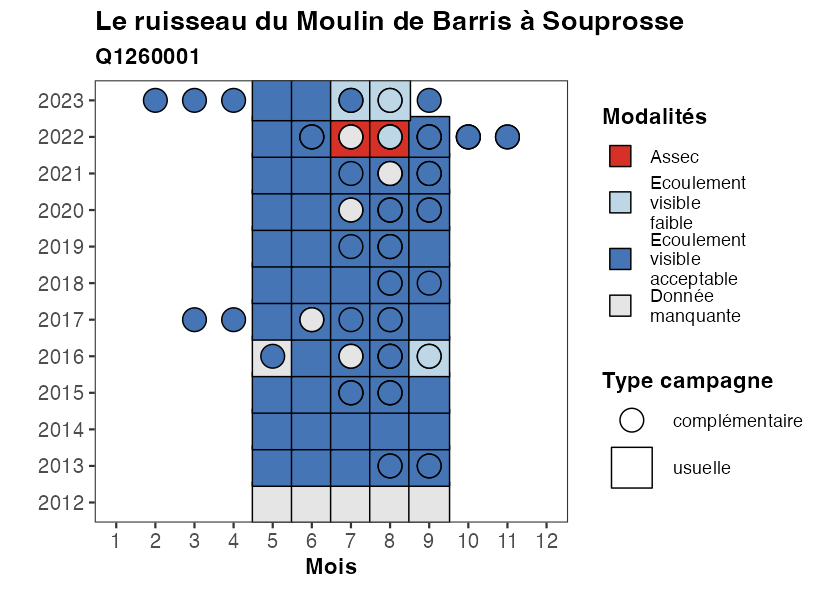 Le ruisseau du Moulin de Barris à Souprosse
Q1260001
2023
2022
2021
2020
2019
2018
2017
2016
2015
2014
2013
2012
1 2 3 4 5 6 7 8 9 10 11 12
Mois
Modalités
Assec
Ecoulement
visible
faible
Ecoulement
visible
acceptable
Donnée
manquante
Type campagne
complémentaire
usuelle